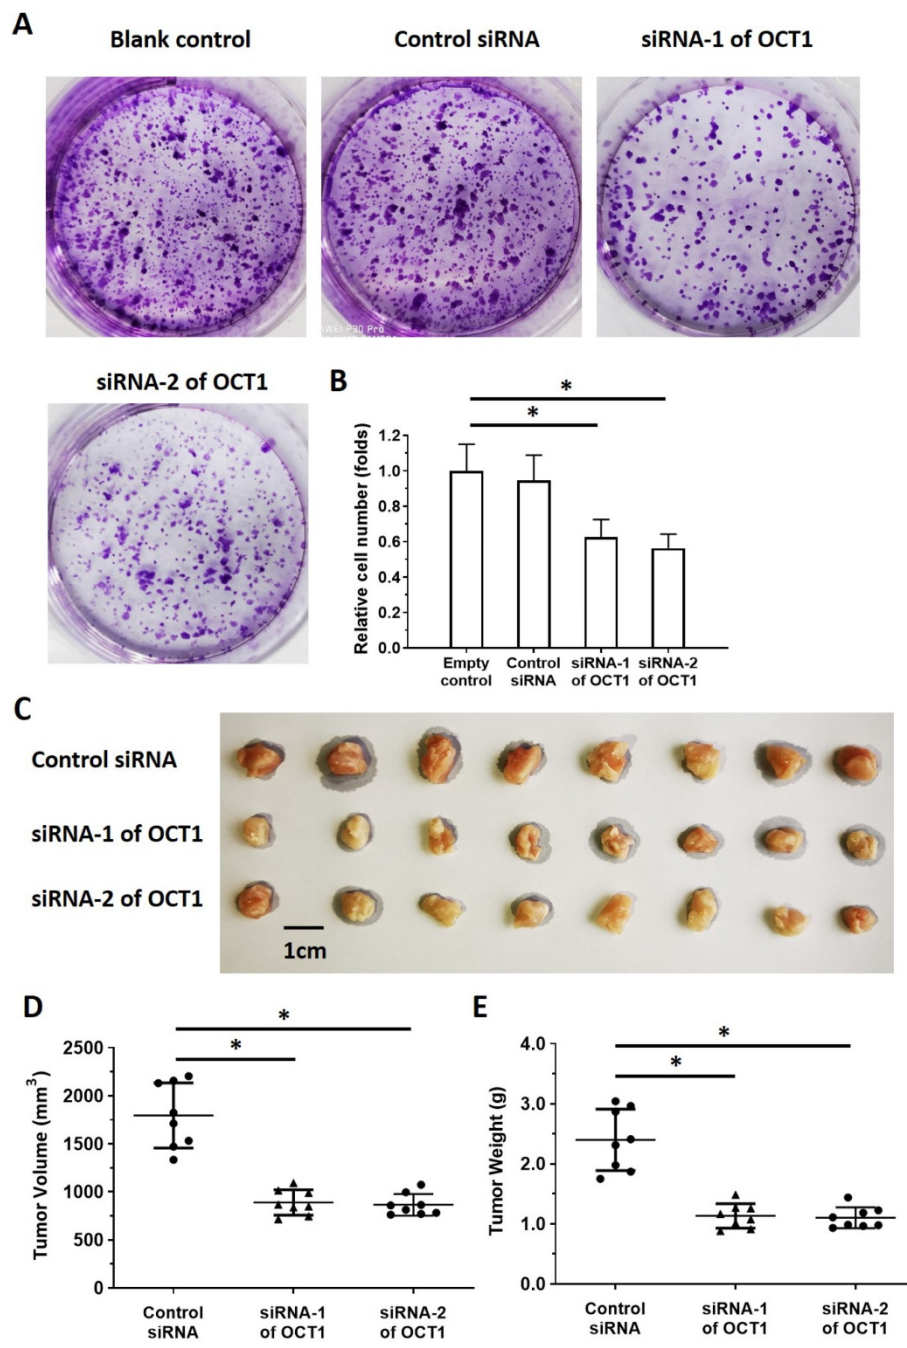 A
Blank control
Control siRNA
siRNA-1 of OCT1
WEI P30 Pro
siRNA-2 of OCT1
B
*
*
Relative cell number (folds)
1.2
1.0
0.8
0.6
0.4
0.2
0.0
Empty control
Control siRNA
siRNA-1 of OCT1
siRNA-2 of OCT1
C
Control siRNA
siRNA-1 of OCT1
siRNA-2 of OCT1
1cm
D
*
*
Tumor Volume (mm³)
2500
2000
1500
1000
500
0
Control siRNA
siRNA-1 of OCT1
siRNA-2 of OCT1
E
*
*
Tumor Weight (g)
4.0
3.0
2.0
1.0
0.0
Control siRNA
siRNA-1 of OCT1
siRNA-2 of OCT1